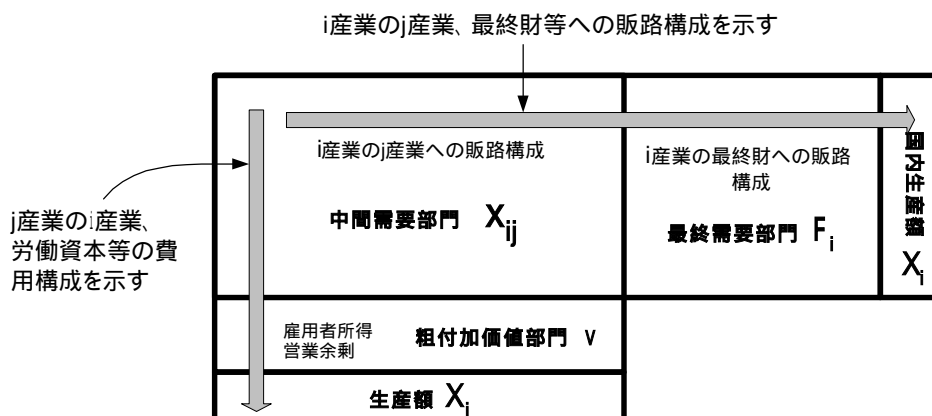 i産業のj産業、最終財等への販路構成を示す
i産業のj産業への販路構成
i産業の最終財への販路
構成
国内生産額 Xi
中間需要部門 Xij
最終需要部門 Fi
j産業のi産業、
労働資本等の費
用構成を示す
雇用者所得
営業余剰
粗付加価値部門 V
生産額 Xj